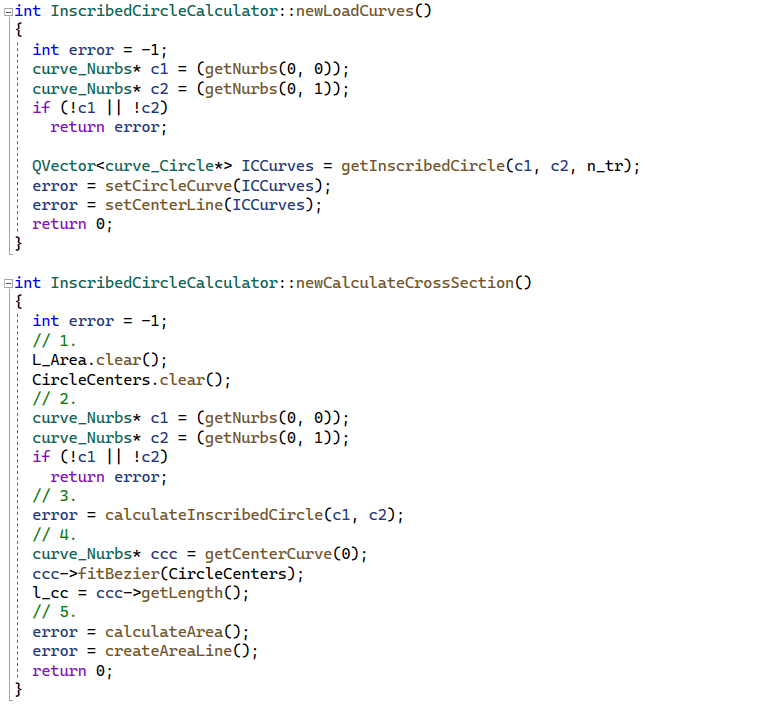 int InscribedCircleCalculator::newLoadCurves()
{
  int error = -1;
  curve_Nurbs* c1 = (getNurbs(0, 0));
  curve_Nurbs* c2 = (getNurbs(0, 1));
  if (!c1 || !c2)
    return error;

  QVector<curve_Circle*> ICCurves = getInscribedCircle(c1, c2, n_tr);
  error = setCircleCurve(ICCurves);
  error = setCenterLine(ICCurves);
  return 0;
}

int InscribedCircleCalculator::newCalculateCrossSection()
{
  int error = -1;
  // 1.
  L_Area.clear();
  CircleCenters.clear();
  // 2.
  curve_Nurbs* c1 = (getNurbs(0, 0));
  curve_Nurbs* c2 = (getNurbs(0, 1));
  if (!c1 || !c2)
    return error;
  // 3.
  error = calculateInscribedCircle(c1, c2);
  // 4.
  curve_Nurbs* ccc = getCenterCurve(0);
  ccc->fitBezier(CircleCenters);
  l_cc = ccc->getLength();
  // 5.
  error = calculateArea();
  error = createAreaLine();
  return 0;
}